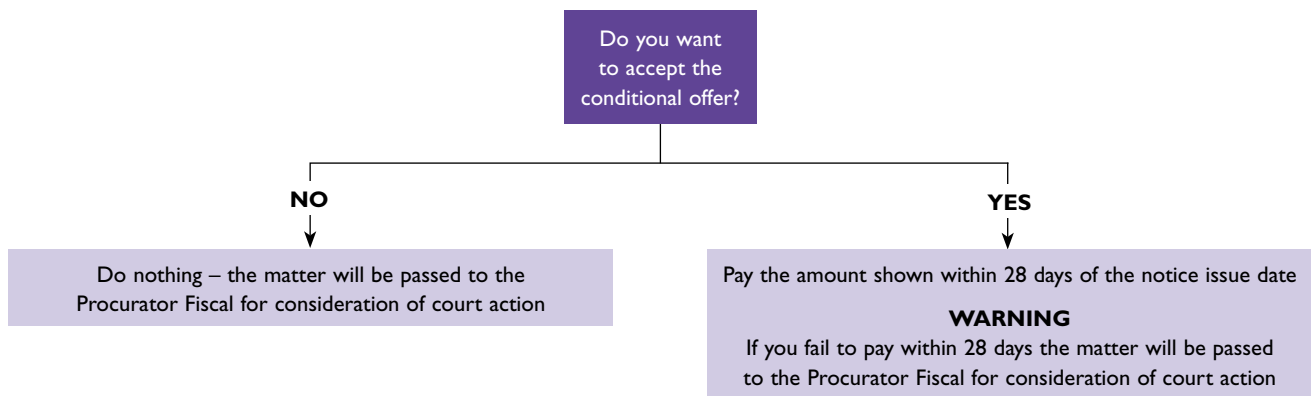 Do you want
to accept the
conditional offer?
NO
YES
Do nothing – the matter will be passed to the
Procurator Fiscal for consideration of court action
Pay the amount shown within 28 days of the notice issue date
WARNING
If you fail to pay within 28 days the matter will be passed
to the Procurator Fiscal for consideration of court action